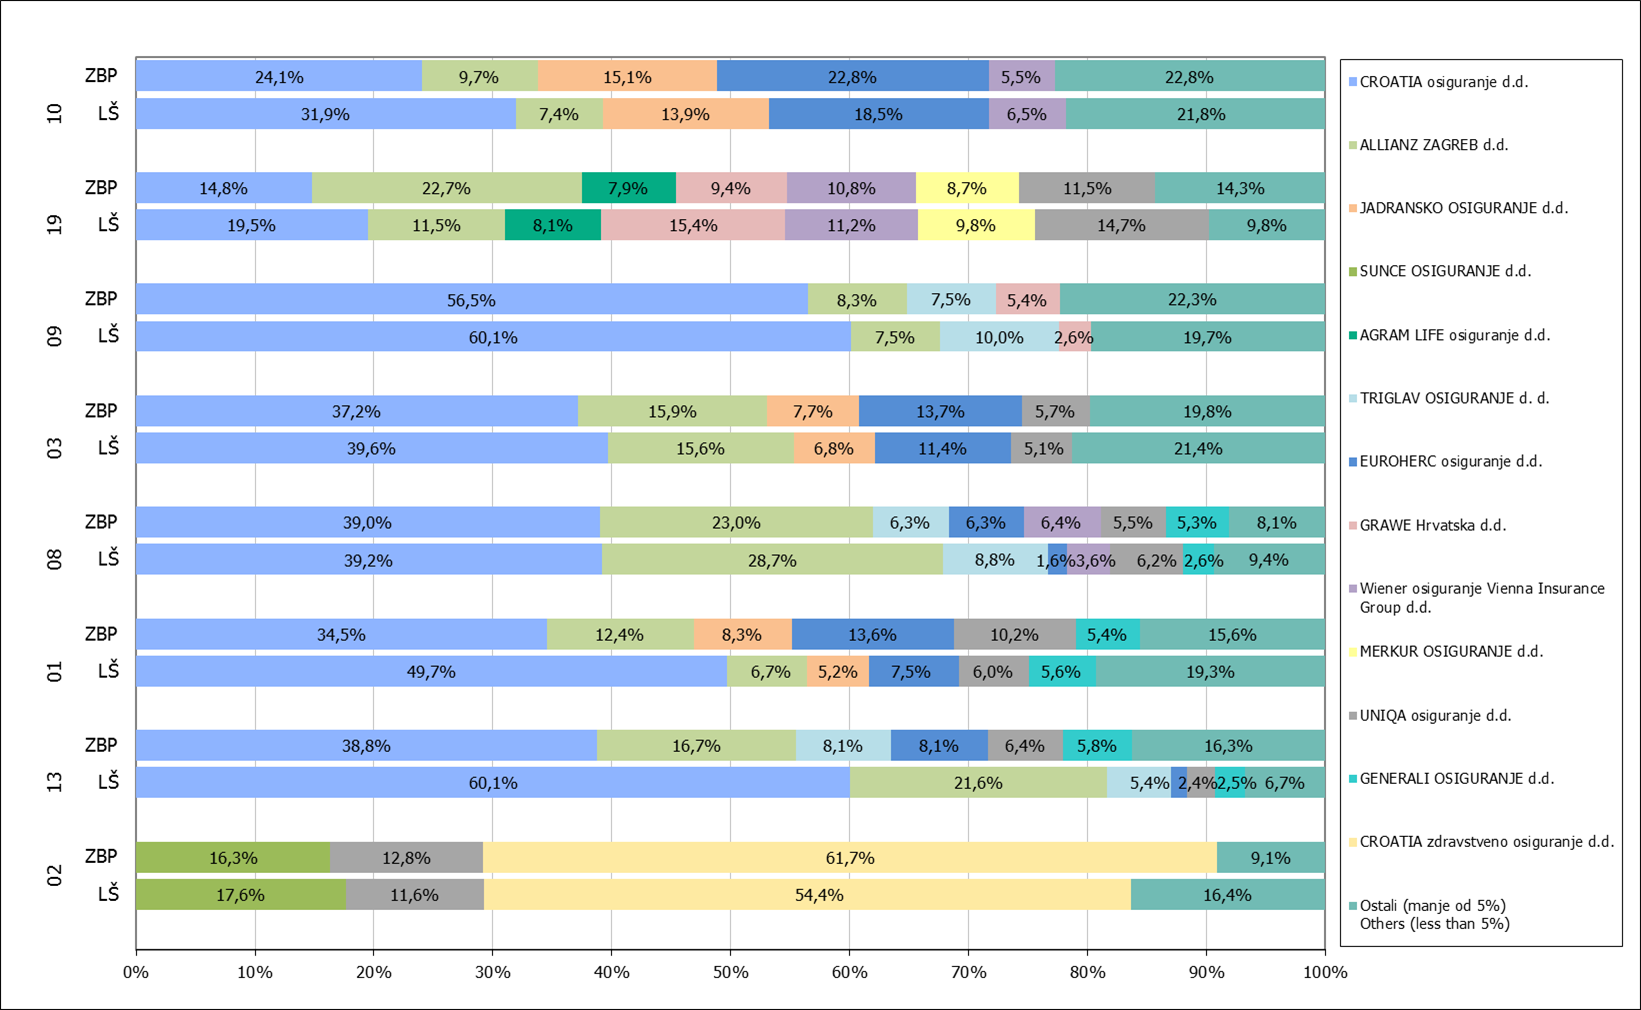 10
ZBP 24,1% 9,7% 15,1% 22,8% 5,5% 22,8%
LŠ 31,9% 7,4% 13,9% 18,5% 6,5% 21,8%
19
ZBP 14,8% 22,7% 7,9% 9,4% 10,8% 8,7% 11,5% 14,3%
LŠ 19,5% 11,5% 8,1% 15,4% 11,2% 9,8% 14,7% 9,8%
09
ZBP 56,5% 8,3% 7,5% 5,4% 22,3%
LŠ 60,1% 7,5% 10,0% 2,6% 19,7%
03
ZBP 37,2% 15,9% 7,7% 13,7% 5,7% 19,8%
LŠ 39,6% 15,6% 6,8% 11,4% 5,1% 21,4%
08
ZBP 39,0% 23,0% 6,3% 6,3% 6,4% 5,5% 5,3% 8,1%
LŠ 39,2% 28,7% 8,8% 1,6% 3,6% 6,2% 2,6% 9,4%
01
ZBP 34,5% 12,4% 8,3% 13,6% 10,2% 5,4% 15,6%
LŠ 49,7% 6,7% 5,2% 7,5% 6,0% 5,6% 19,3%
13
ZBP 38,8% 16,7% 8,1% 8,1% 6,4% 5,8% 16,3%
LŠ 60,1% 21,6% 5,4% 2,4% 2,5% 6,7%
02
ZBP 16,3% 12,8% 61,7% 9,1%
LŠ 17,6% 11,6% 54,4% 16,4%
0% 10% 20% 30% 40% 50% 60% 70% 80% 90% 100%
CROATIA osiguranje d.d.
ALLIANZ ZAGREB d.d.
JADRANSKO OSIGURANJE d.d.
SUNCE OSIGURANJE d.d.
AGRAM LIFE osiguranje d.d.
TRIGLAV OSIGURANJE d. d.
EUROHERC osiguranje d.d.
GRAWE Hrvatska d.d.
Wiener osiguranje Vienna Insurance
Group d.d.
MERKUR OSIGURANJE d.d.
UNIQA osiguranje d.d.
GENERALI OSIGURANJE d.d.
CROATIA zdravstveno osiguranje d.d.
Ostali (manje od 5%)
Others (less than 5%)